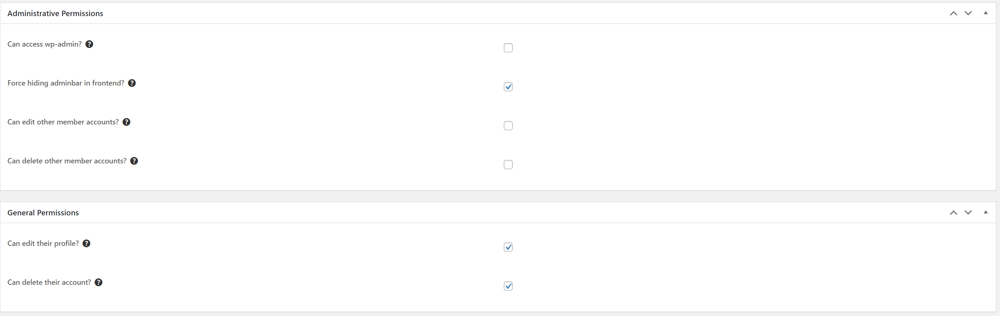 Administrative Permissions
Can access wp-admin?
Force hiding adminbar in frontend?
Can edit other member accounts?
Can delete other member accounts?
General Permissions
Can edit their profile?
Can delete their account?